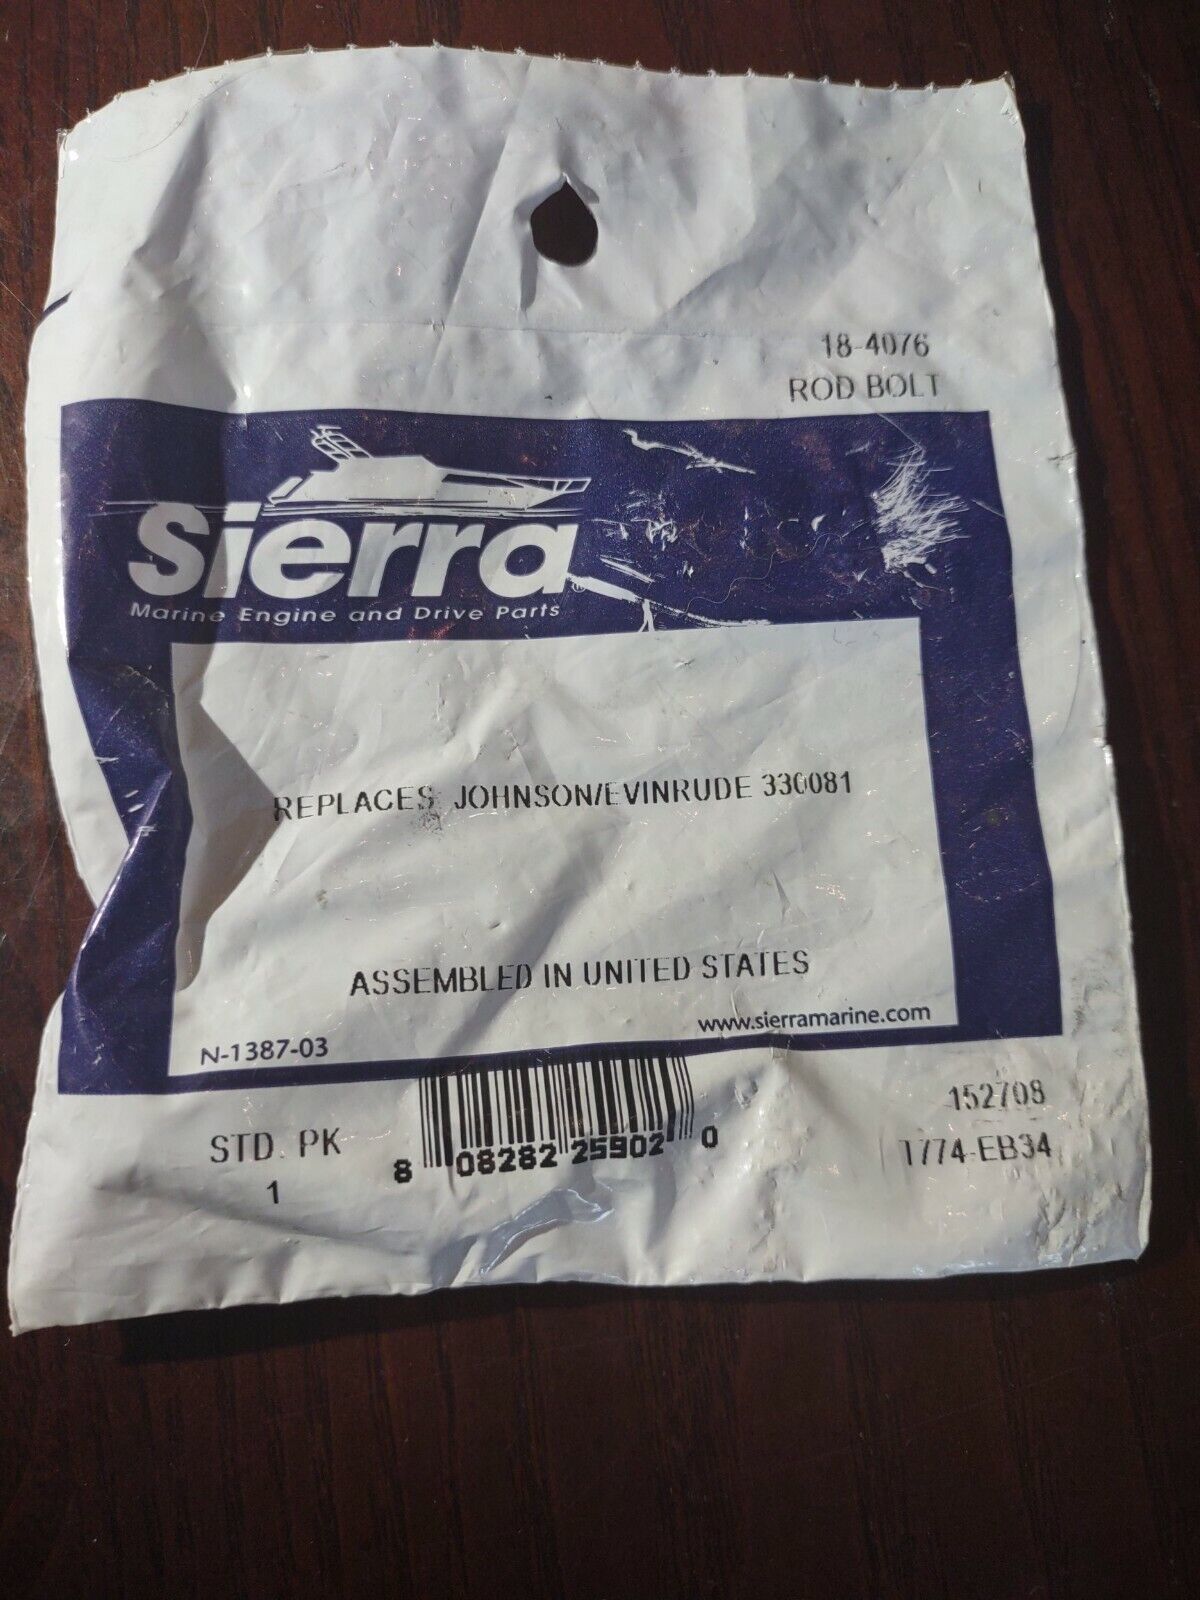 18-4076
ROD BOLT
Sierra
Marine Engine and Drive Parts
REPLACES: JOHNSON/EVINRUDE 330081
ASSEMBLED IN UNITED STATES
www.sierramarine.com
N-1387-03
STD. PK
1
8 08282 25902 0
152708
1774-EB34